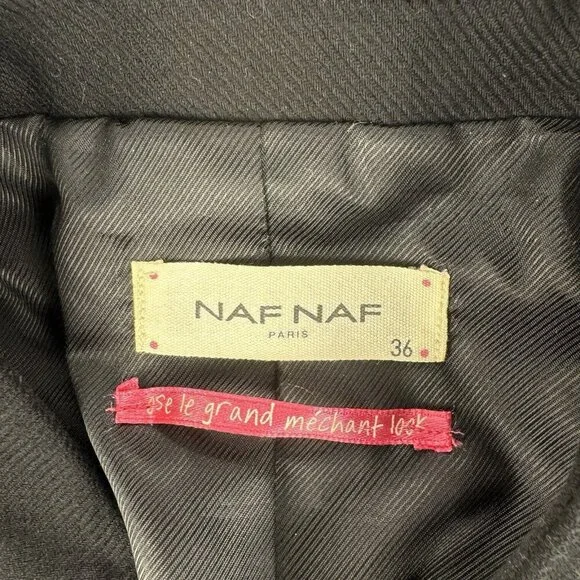 NAF NAF
PARIS
36
ose le grand méchant look